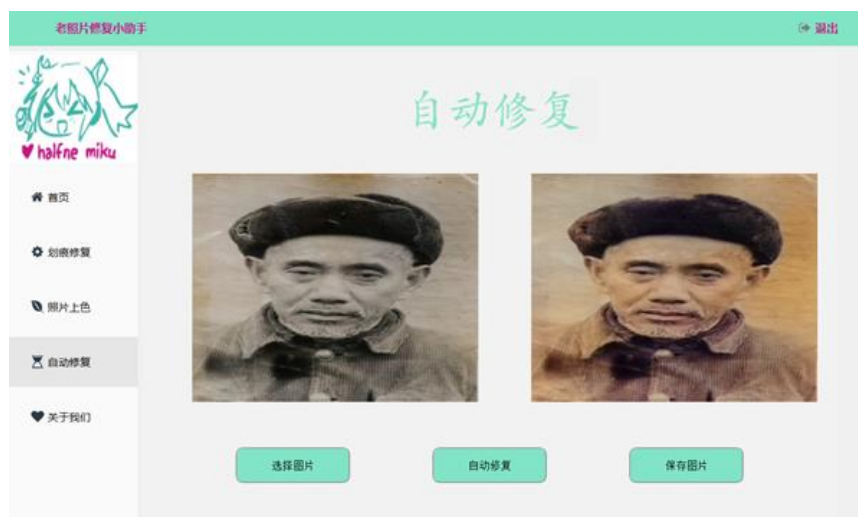 老照片修复小助手
退出
halfne miku
首页
划痕修复
照片上色
自动修复
关于我们
自动修复
选择图片
自动修复
保存图片